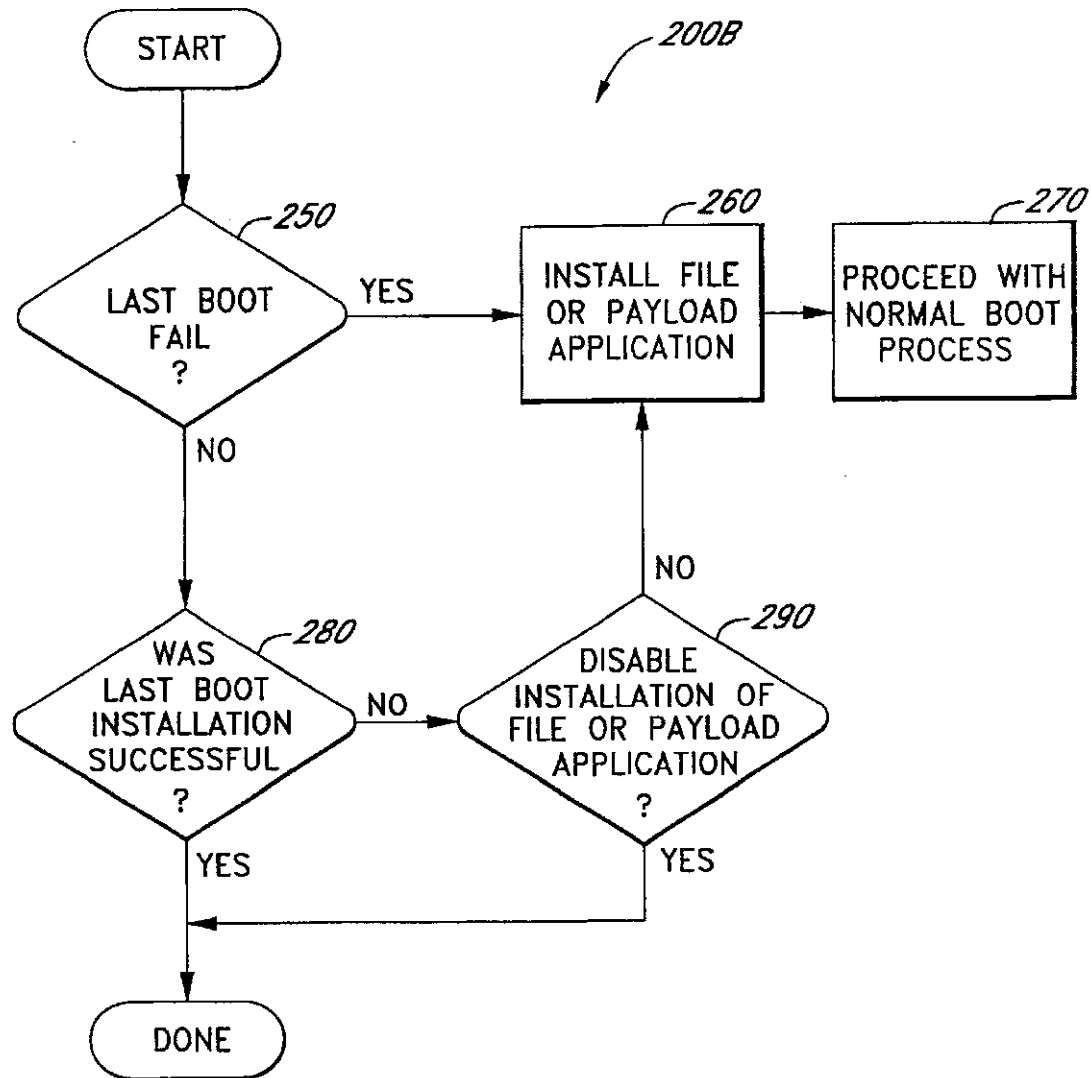 START
200B
250
LAST BOOT
FAIL
?
YES
NO
260
INSTALL FILE
OR PAYLOAD
APPLICATION
270
PROCEED WITH
NORMAL BOOT
PROCESS
280
WAS
LAST BOOT
INSTALLATION
SUCCESSFUL
?
NO
YES
NO
290
DISABLE
INSTALLATION OF
FILE OR PAYLOAD
APPLICATION
?
YES
DONE